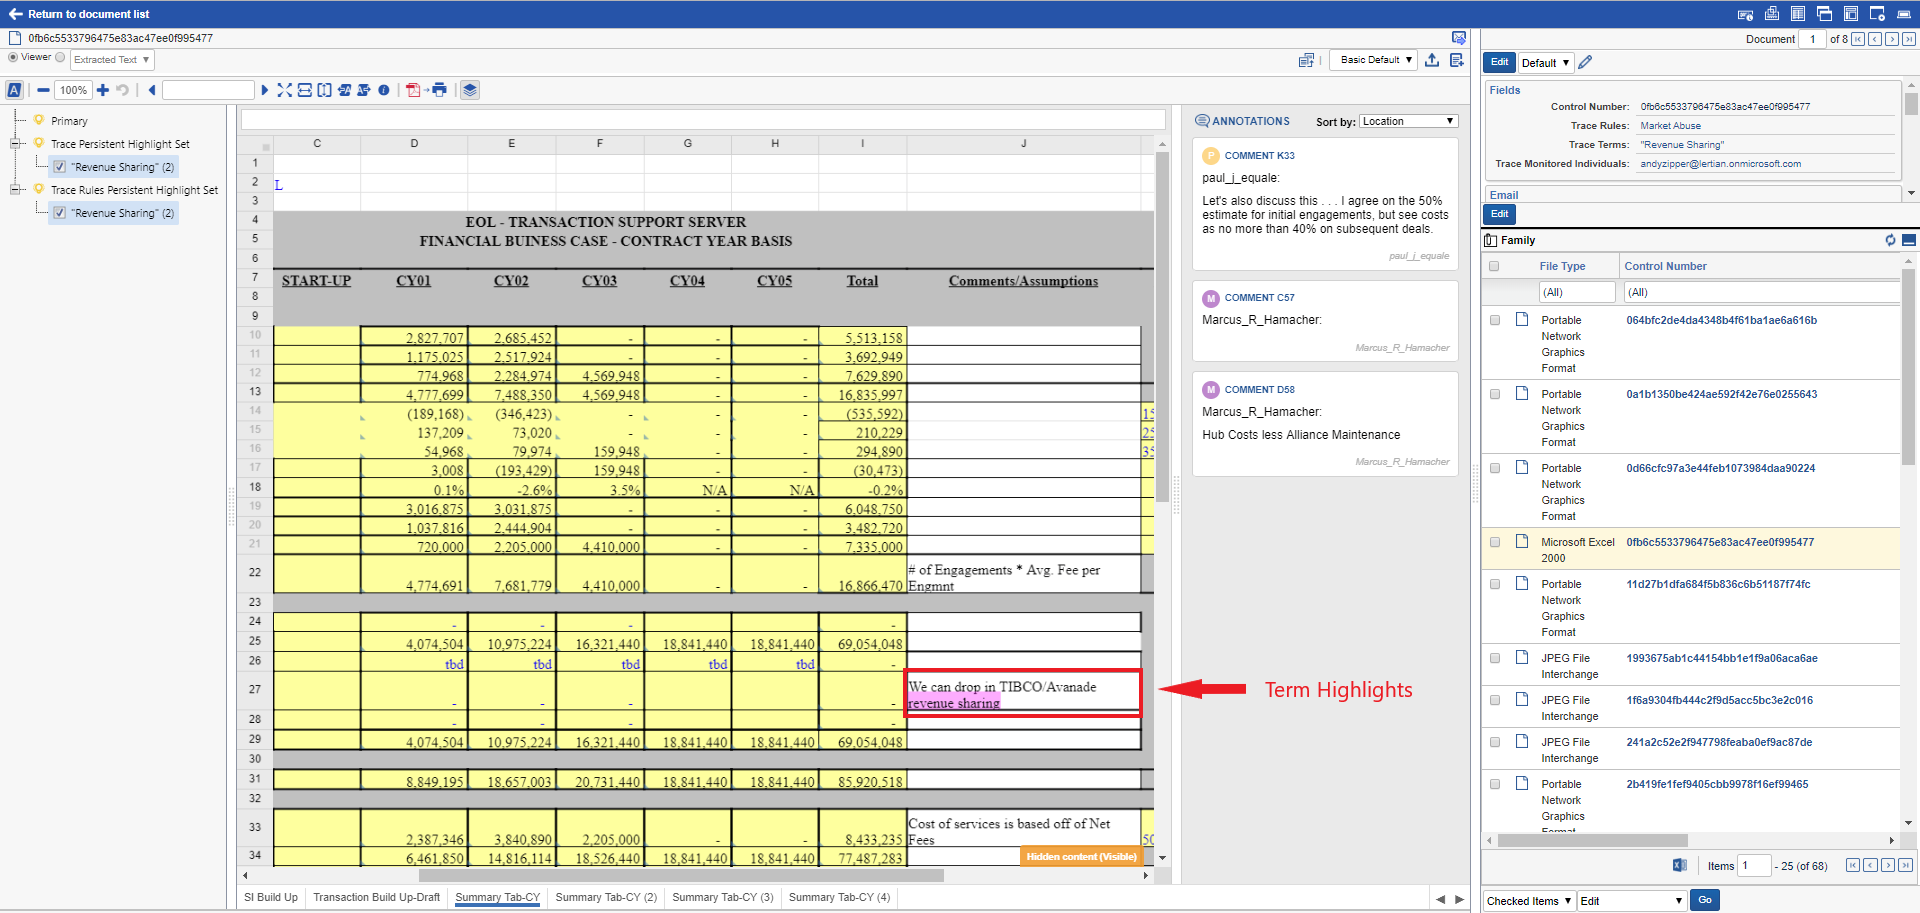 Return to document list
0fb6c5533796475e83ac47ee0f995477
Viewer Extracted Text
Basic Default
100%
Primary
Trace Persistent Highlight Set
"Revenue Sharing" (2)
Trace Rules Persistent Highlight Set
"Revenue Sharing" (2)
C D E F G H I J
1
2 L
3
4 EOL - TRANSACTION SUPPORT SERVER
5 FINANCIAL BUINESS CASE - CONTRACT YEAR BASIS
6
7 START-UP CY01 CY02 CY03 CY04 CY05 Total Comments/Assumptions
8
9
10 2,827,707 2,685,452 - - - 5,513,158
11 1,175,025 2,517,924 - - - 3,692,949
12 774,968 2,284,974 4,569,948 - - 7,629,890
13 4,777,699 7,488,350 4,569,948 - - 16,835,997
14 (189,168) (346,423) - - - (535,592) 15
15 137,209 73,020 - - - 210,229 25
16 54,968 79,974 159,948 - - 294,890 35
17 3,008 (193,429) 159,948 - - (30,473)
18 0.1% -2.6% 3.5% N/A N/A -0.2%
19 3,016,875 3,031,875 - - - 6,048,750
20 1,037,816 2,444,904 - - - 3,482,720
21 720,000 2,205,000 4,410,000 - - 7,335,000
22 4,774,691 7,681,779 4,410,000 - - 16,866,470 # of Engagements * Avg. Fee per
Engmnt
23
24 - - - -
25 4,074,504 10,975,224 16,321,440 18,841,440 18,841,440 69,054,048
26 tbd tbd tbd tbd tbd -
27 - - - - We can drop in TIBCO/Avanade
revenue sharing
28 - - - -
29 4,074,504 10,975,224 16,321,440 18,841,440 18,841,440 69,054,048
30
31 8,849,195 18,657,003 20,731,440 18,841,440 18,841,440 85,920,518
32
33 2,387,346 3,840,890 2,205,000 - - 8,433,235 Cost of services is based off of Net
Fees 50
34 6,461,850 14,816,114 18,526,440 18,841,440 18,841,440 77,487,283
Hidden content (Visible)
SI Build Up Transaction Build Up-Draft Summary Tab-CY Summary Tab-CY (2) Summary Tab-CY (3) Summary Tab-CY (4)
ANNOTATIONS Sort by: Location
P COMMENT K33
paul_j_equale:
Let's also discuss this . . . I agree on the 50%
estimate for initial engagements, but see costs
as no more than 40% on subsequent deals.
paul_j_equale
M COMMENT C57
Marcus_R_Hamacher:
Marcus_R_Hamacher
M COMMENT D58
Marcus_R_Hamacher:
Hub Costs less Alliance Maintenance
Marcus_R_Hamacher
Term Highlights
Document 1 of 8
Edit Default
Fields
Control Number: 0fb6c5533796475e83ac47ee0f995477
Trace Rules: Market Abuse
Trace Terms: "Revenue Sharing"
Trace Monitored Individuals: andyzipper@lertian.onmicrosoft.com
Email
Edit
Family
File Type Control Number
(All) (All)
Portable Network Graphics Format 064bfc2de4da4348b4f61ba1ae6a616b
Portable Network Graphics Format 0a1b1350be424ae592f42e76e0255643
Portable Network Graphics Format 0d66cfc97a3e44feb1073984daa90224
Microsoft Excel 2000 0fb6c5533796475e83ac47ee0f995477
Portable Network Graphics Format 11d27b1dfa684f5b836c6b51187f74fc
JPEG File Interchange 1993675ab1c44154bb1e1f9a06aca6ae
JPEG File Interchange 1f6a9304fb444c2f9d5acc5bc3e2c016
JPEG File Interchange 241a2c52e2f947798feaba0ef9ac87de
Portable Network Graphics Format 2b419fe1fef9405cbb9978f16ef99465
Items 1 - 25 (of 68)
Checked Items Edit Go